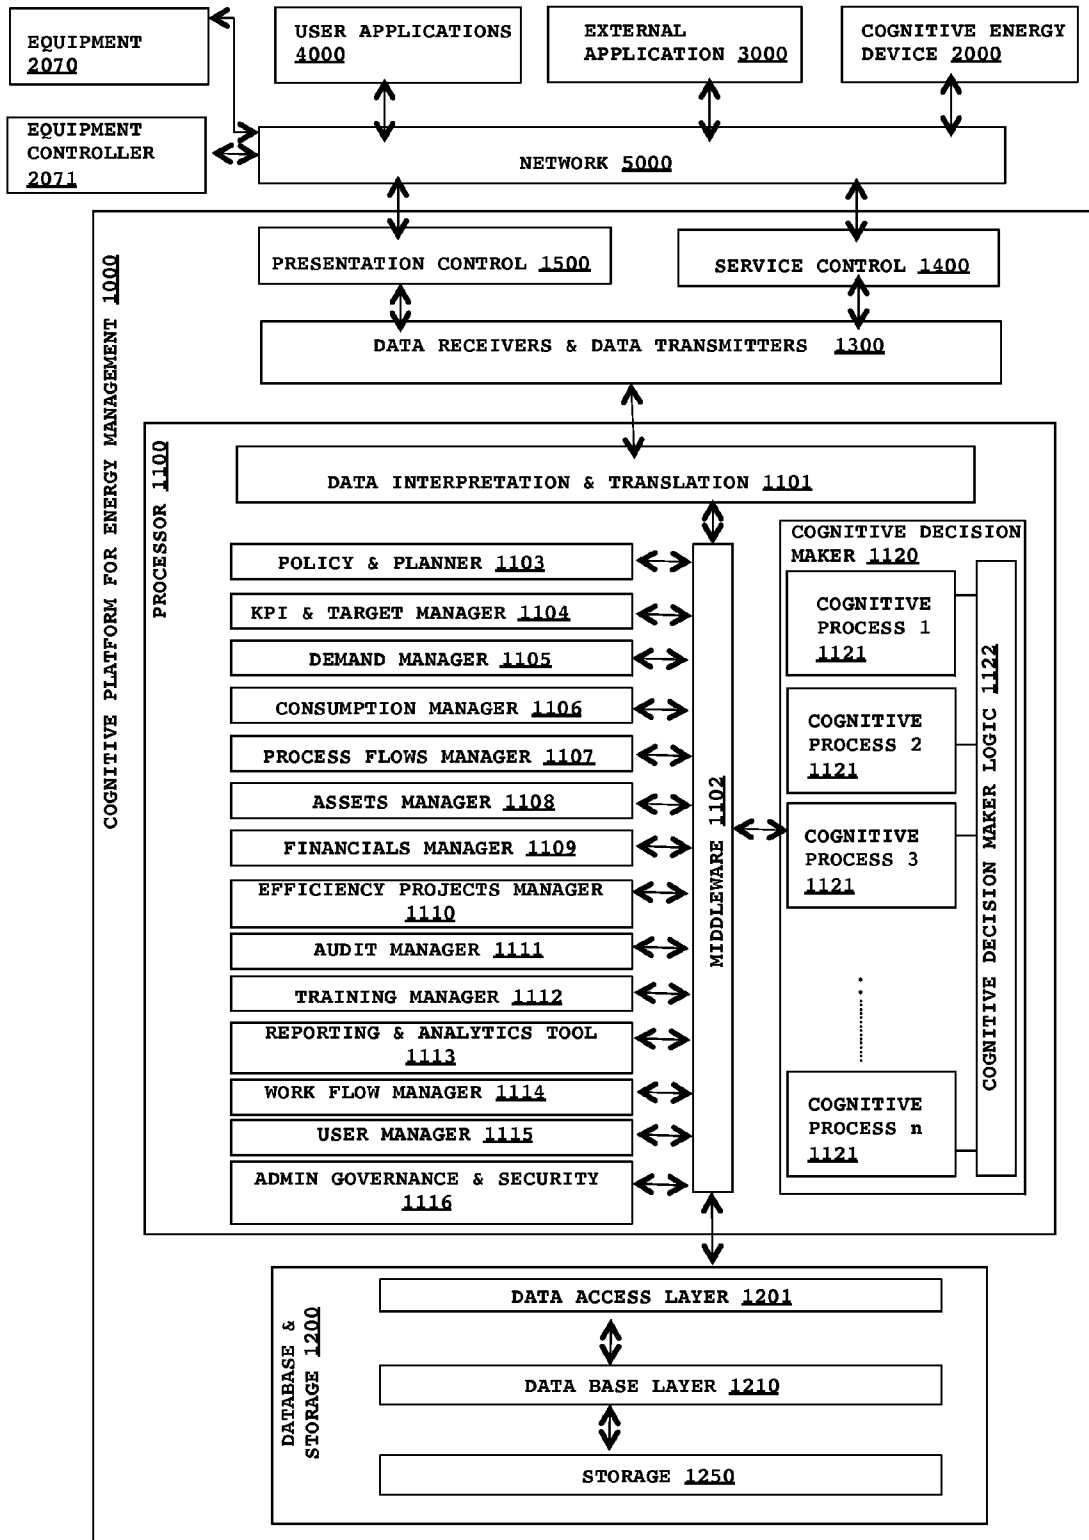 EQUIPMENT
2070
USER APPLICATIONS
4000
EXTERNAL
APPLICATION 3000
COGNITIVE ENERGY
DEVICE 2000
EQUIPMENT
CONTROLLER
2071
NETWORK 5000
COGNITIVE PLATFORM FOR ENERGY MANAGEMENT 1000
PRESENTATION CONTROL 1500
SERVICE CONTROL 1400
DATA RECEIVERS & DATA TRANSMITTERS 1300
PROCESSOR 1100
DATA INTERPRETATION & TRANSLATION 1101
POLICY & PLANNER 1103
KPI & TARGET MANAGER 1104
DEMAND MANAGER 1105
CONSUMPTION MANAGER 1106
PROCESS FLOWS MANAGER 1107
ASSETS MANAGER 1108
FINANCIALS MANAGER 1109
EFFICIENCY PROJECTS MANAGER
1110
AUDIT MANAGER 1111
TRAINING MANAGER 1112
REPORTING & ANALYTICS TOOL
1113
WORK FLOW MANAGER 1114
USER MANAGER 1115
ADMIN GOVERNANCE & SECURITY
1116
MIDDLEWARE 1102
COGNITIVE DECISION
MAKER 1120
COGNITIVE
PROCESS 1
1121
COGNITIVE
PROCESS 2
1121
COGNITIVE
PROCESS 3
1121
COGNITIVE
PROCESS n
1121
COGNITIVE DECISION MAKER LOGIC 1122
DATABASE &
STORAGE 1200
DATA ACCESS LAYER 1201
DATA BASE LAYER 1210
STORAGE 1250